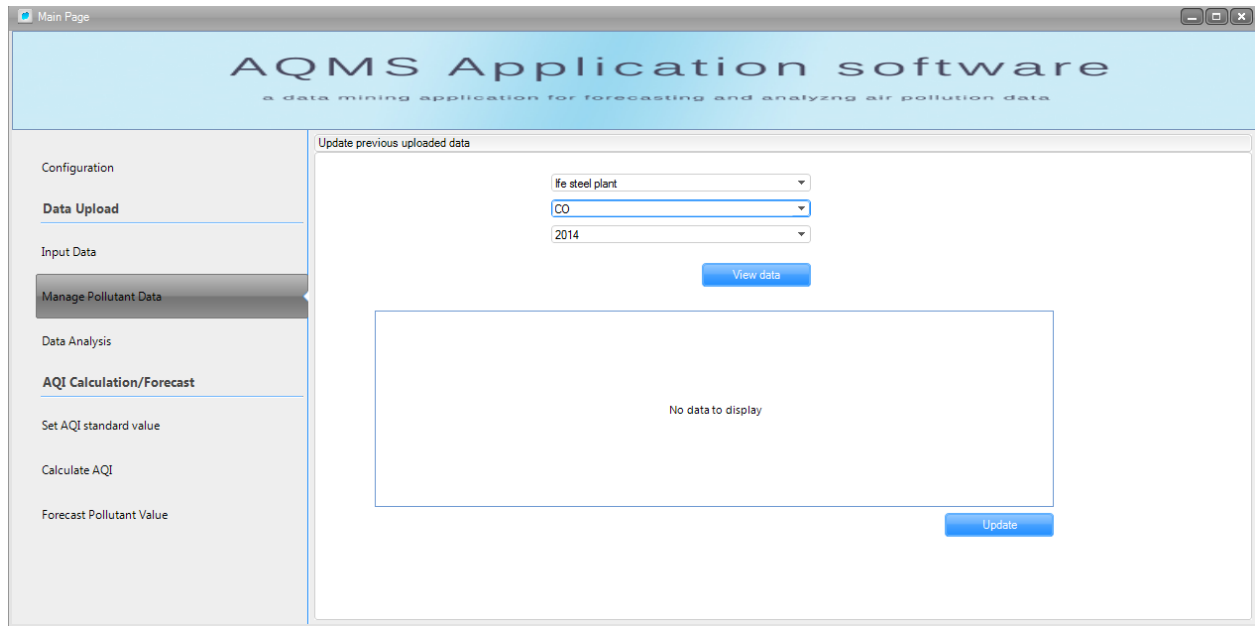 Main Page
AQMS Application software
a data mining application for forecasting and analyzng air pollution data
Configuration
Data Upload
Input Data
Manage Pollutant Data
Data Analysis
AQI Calculation/Forecast
Set AQI standard value
Calculate AQI
Forecast Pollutant Value
Update previous uploaded data
Ife steel plant
CO
2014
View data
No data to display
Update